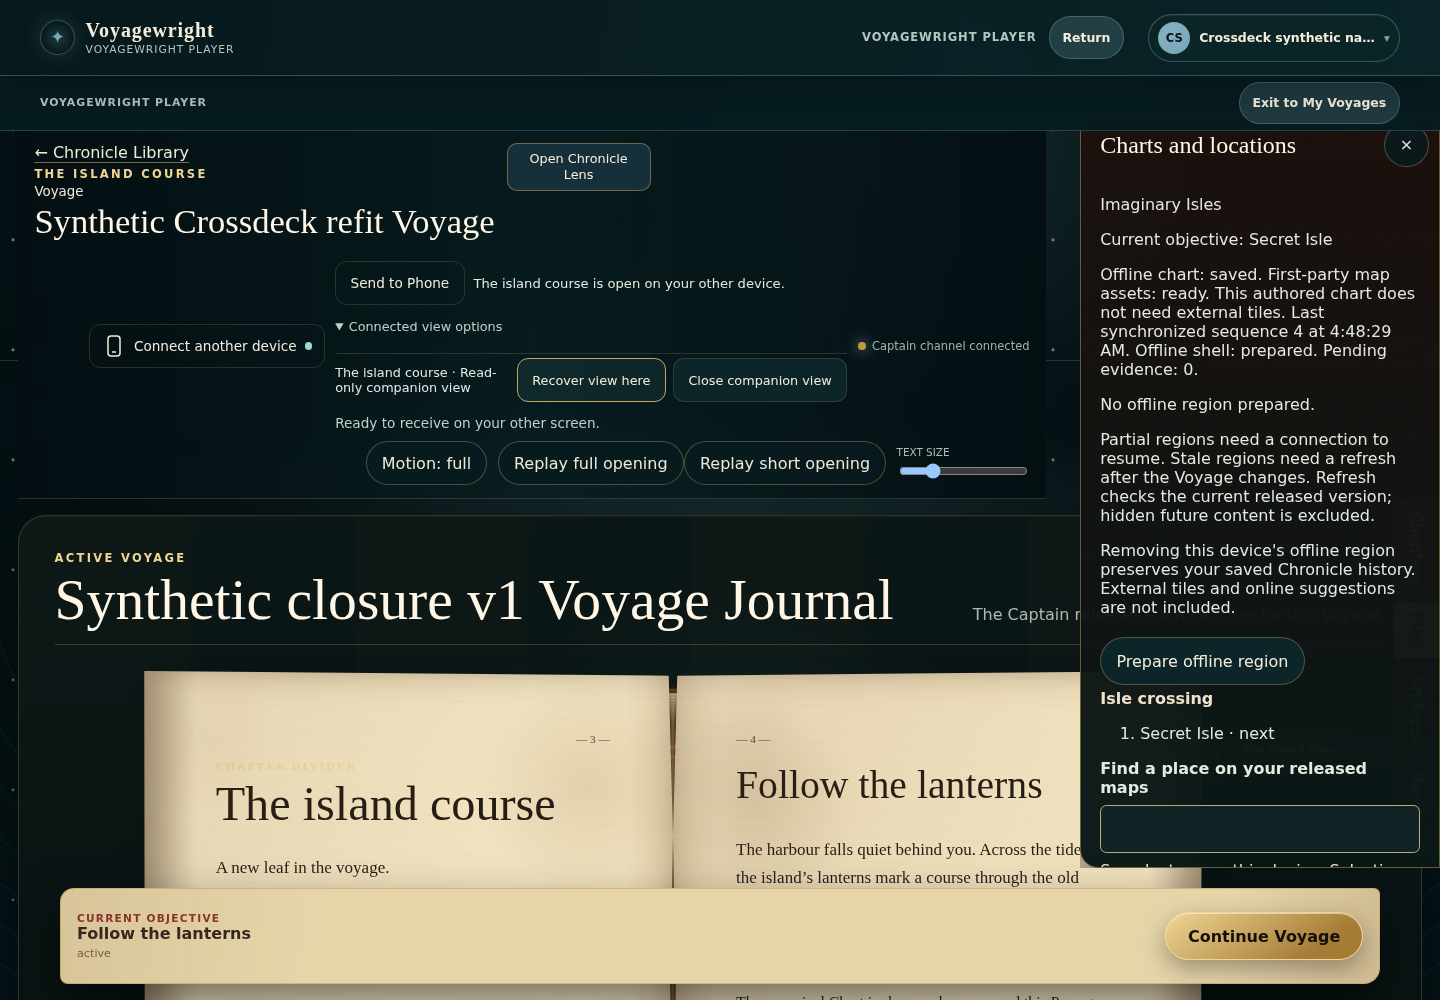 Voyagewright
VOYAGEWRIGHT PLAYER
VOYAGEWRIGHT PLAYER
Return
CS
Crossdeck synthetic na…
VOYAGEWRIGHT PLAYER
Exit to My Voyages
← Chronicle Library
THE ISLAND COURSE
Voyage
Synthetic Crossdeck refit Voyage
Open Chronicle
Lens
Send to Phone
The island course is open on your other device.
Connect another device
▼ Connected view options
The island course · Read-
only companion view
Recover view here
Close companion view
Captain channel connected
Ready to receive on your other screen.
Motion: full
Replay full opening
Replay short opening
TEXT SIZE
ACTIVE VOYAGE
Synthetic closure v1 Voyage Journal
The Captain
— 3 —
CHAPTER DIVIDER
The island course
A new leaf in the voyage.
— 4 —
Follow the lanterns
The harbour falls quiet behind you. Across the tide
the island’s lanterns mark a course through the old
CURRENT OBJECTIVE
Follow the lanterns
active
Continue Voyage
Charts and locations
×
Imaginary Isles
Current objective: Secret Isle
Offline chart: saved. First-party map
assets: ready. This authored chart does
not need external tiles. Last
synchronized sequence 4 at 4:48:29
AM. Offline shell: prepared. Pending
evidence: 0.
No offline region prepared.
Partial regions need a connection to
resume. Stale regions need a refresh
after the Voyage changes. Refresh
checks the current released version;
hidden future content is excluded.
Removing this device's offline region
preserves your saved Chronicle history.
External tiles and online suggestions
are not included.
Prepare offline region
Isle crossing
1. Secret Isle · next
Find a place on your released
maps